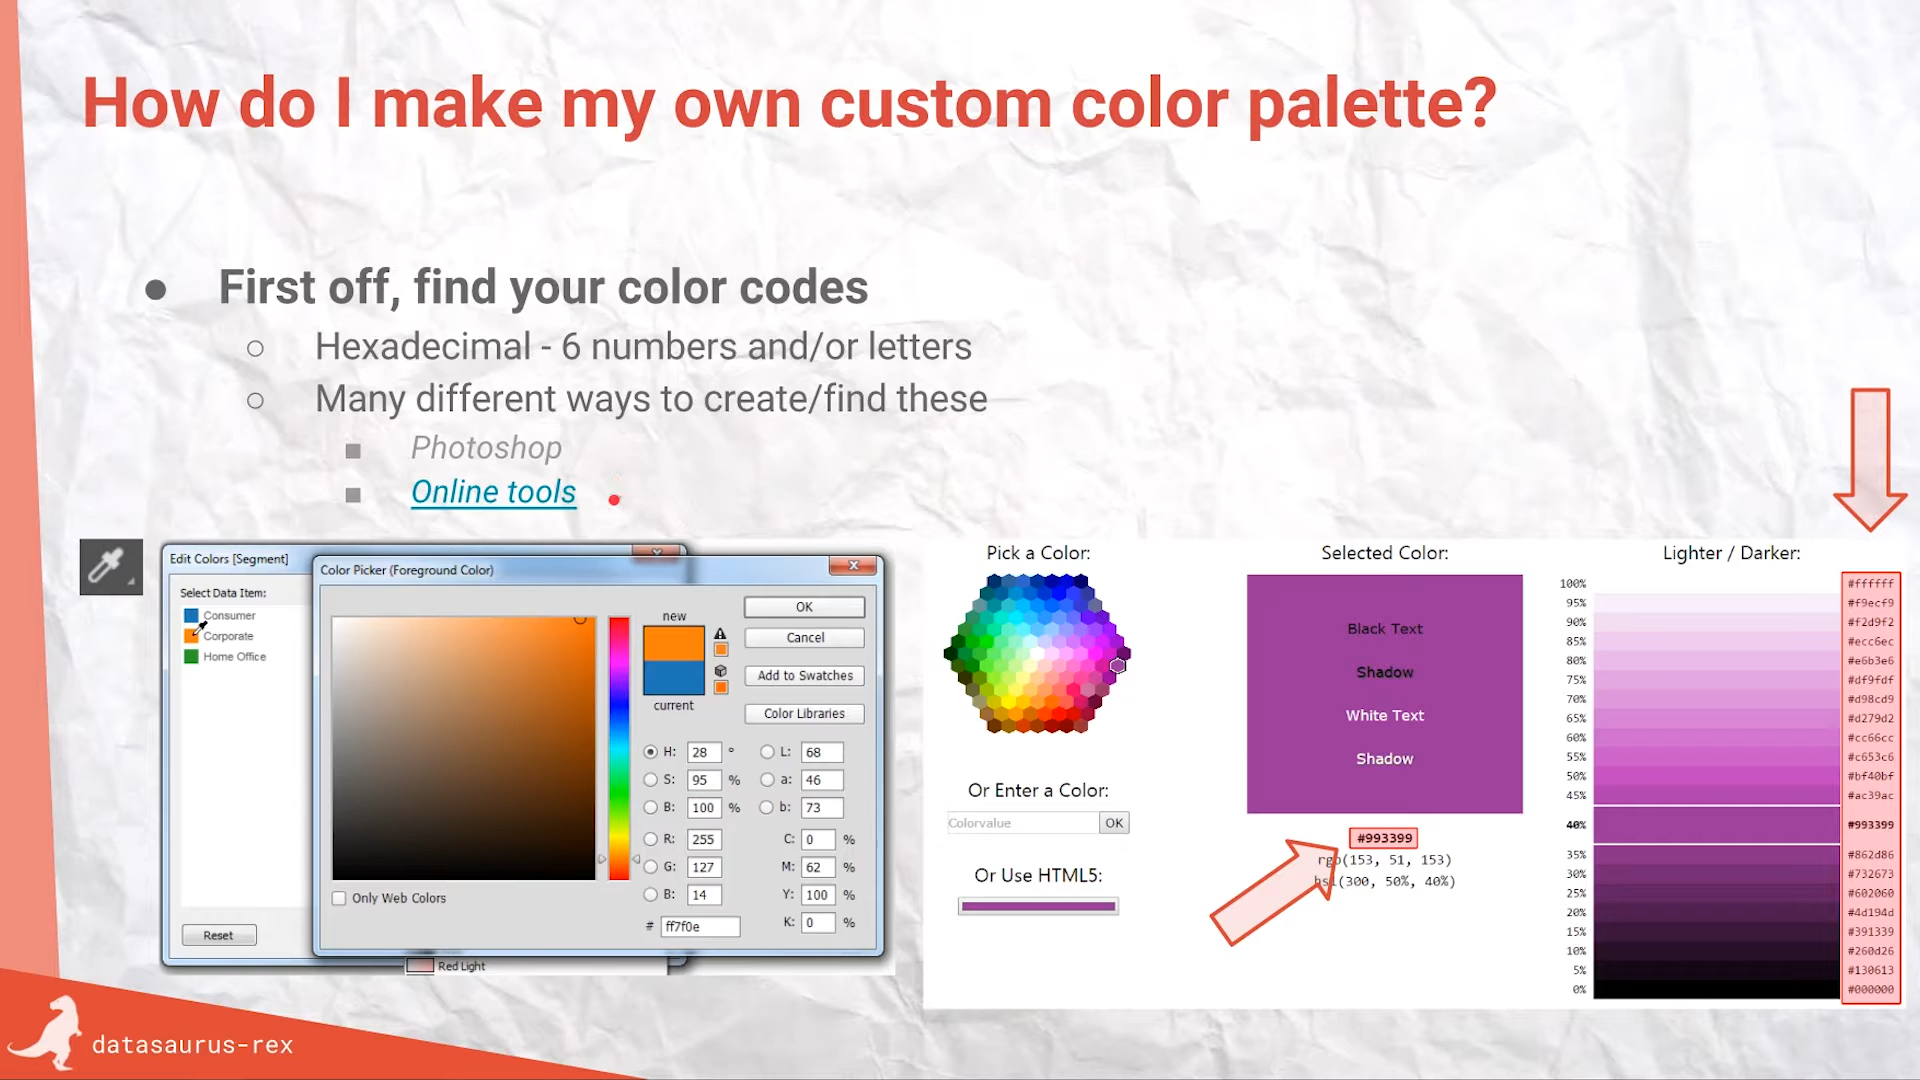 How do I make my own custom color palette?
● First off, find your color codes
○ Hexadecimal - 6 numbers and/or letters
○ Many different ways to create/find these
■ Photoshop
■ Online tools
Edit Colors [Segment]
Select Data Item:
Consumer
Corporate
Home Office
Reset
Color Picker (Foreground Color)
new
current
OK
Cancel
Add to Swatches
Color Libraries
H: 28 ° L: 68
S: 95 % a: 46
B: 100 % b: 73
R: 255 C: 0 %
G: 127 M: 62 %
B: 14 Y: 100 %
# ff7f0e K: 0 %
Only Web Colors
Red Light
Pick a Color:
Or Enter a Color:
Colorvalue OK
Or Use HTML5:
Selected Color:
Black Text
Shadow
White Text
Shadow
#993399
rgb(153, 51, 153)
hsl(300, 50%, 40%)
Lighter / Darker:
100% #ffffff
95% #f9ecf9
90% #f2d9f2
85% #ecc6ec
80% #e6b3e6
75% #df9fdf
70% #d98cd9
65% #d279d2
60% #cc66cc
55% #c653c6
50% #bf40bf
45% #ac39ac
40% #993399
35% #862d86
30% #732673
25% #602060
20% #4d194d
15% #391339
10% #260d26
5% #130613
0% #000000
datasaurus-rex